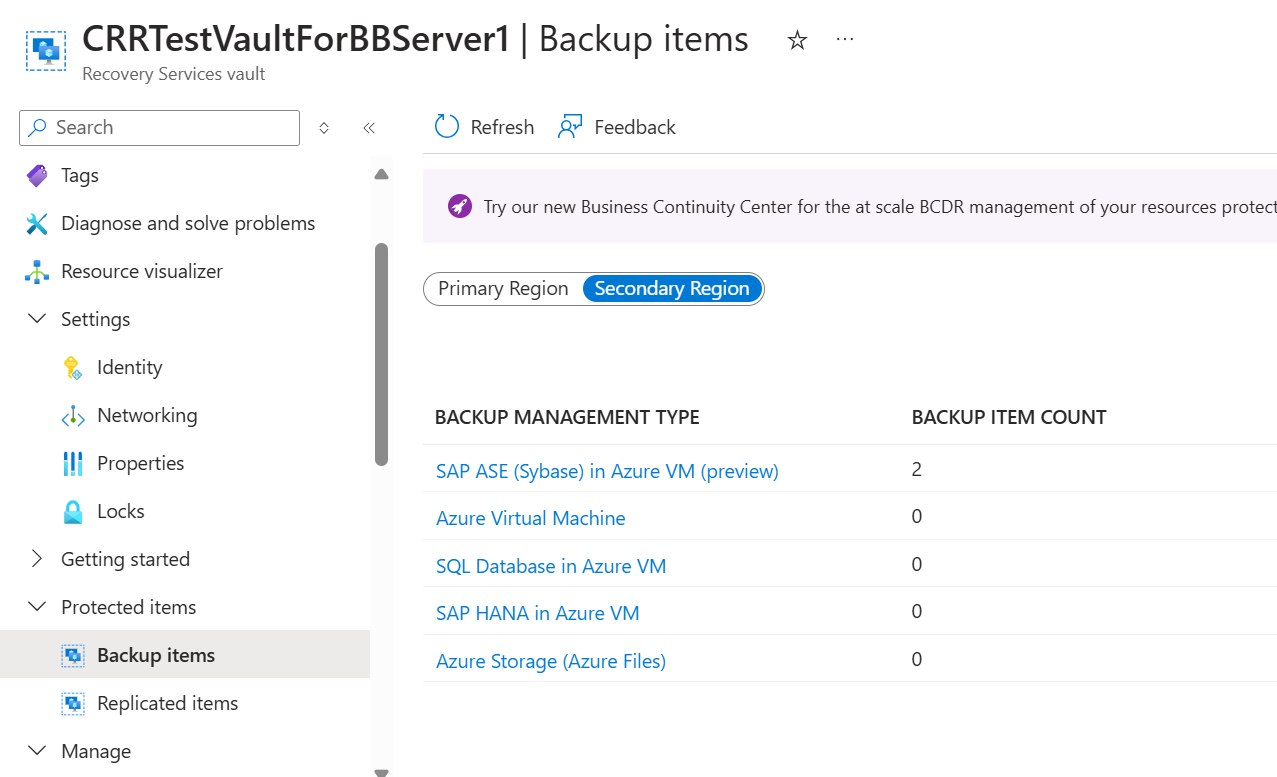 CRRTestVaultForBBServer1 | Backup items
Recovery Services vault
Search
Refresh
Feedback
Tags
Diagnose and solve problems
Resource visualizer
Settings
Identity
Networking
Properties
Locks
Getting started
Protected items
Backup items
Replicated items
Manage
Try our new Business Continuity Center for the at scale BCDR management of your resources protect
Primary Region
Secondary Region
BACKUP MANAGEMENT TYPE BACKUP ITEM COUNT
SAP ASE (Sybase) in Azure VM (preview) 2
Azure Virtual Machine 0
SQL Database in Azure VM 0
SAP HANA in Azure VM 0
Azure Storage (Azure Files) 0